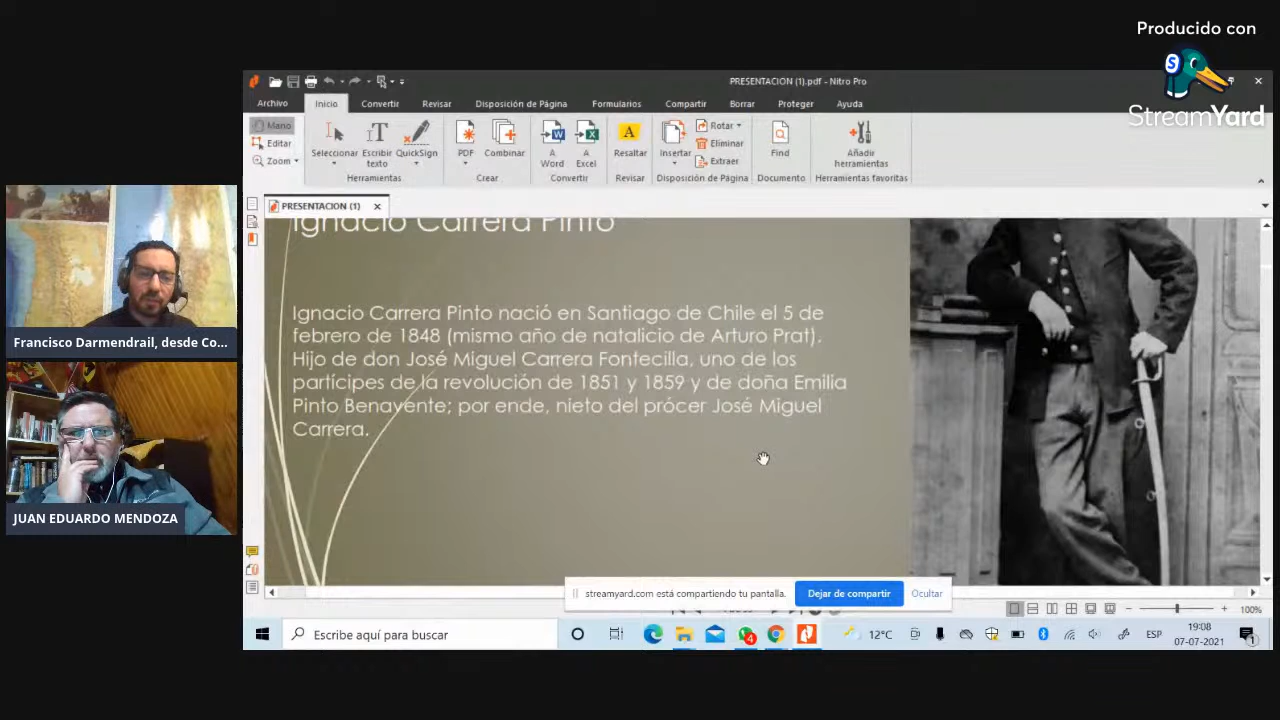 Producido con
StreamYard
PRESENTACION (1).pdf - Nitro Pro
Archivo Inicio Convertir Revisar Disposición de Página Formularios Compartir Borrar Proteger Ayuda
Mano
Editar
Zoom
Seleccionar
Escribir texto
QuickSign
Herramientas
PDF
Combinar
Crear
A Word
A Excel
Convertir
Resaltar
Revisar
Insertar
Rotar
Eliminar
Extraer
Disposición de Página
Find
Documento
Añadir herramientas
Herramientas favoritas
PRESENTACION (1)
Ignacio Carrera Pinto
Ignacio Carrera Pinto nació en Santiago de Chile el 5 de
febrero de 1848 (mismo año de natalicio de Arturo Prat).
Hijo de don José Miguel Carrera Fontecilla, uno de los
partícipes de la revolución de 1851 y 1859 y de doña Emilia
Pinto Benavente; por ende, nieto del prócer José Miguel
Carrera.
Francisco Darmendrail, desde Co...
JUAN EDUARDO MENDOZA
streamyard.com está compartiendo tu pantalla.
Dejar de compartir
Ocultar
100%
Escribe aquí para buscar
4
12°C
ESP
19:08
07-07-2021
1